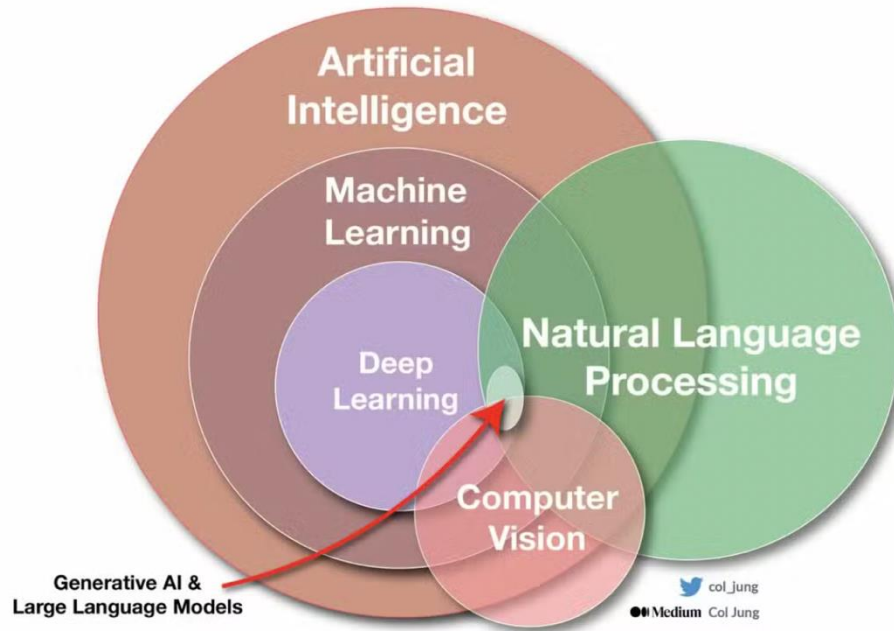 Artificial
Intelligence
Machine
Learning
Deep
Learning
Natural Language
Processing
Computer
Vision
Generative AI &
Large Language Models
col_jung
Medium Col Jung